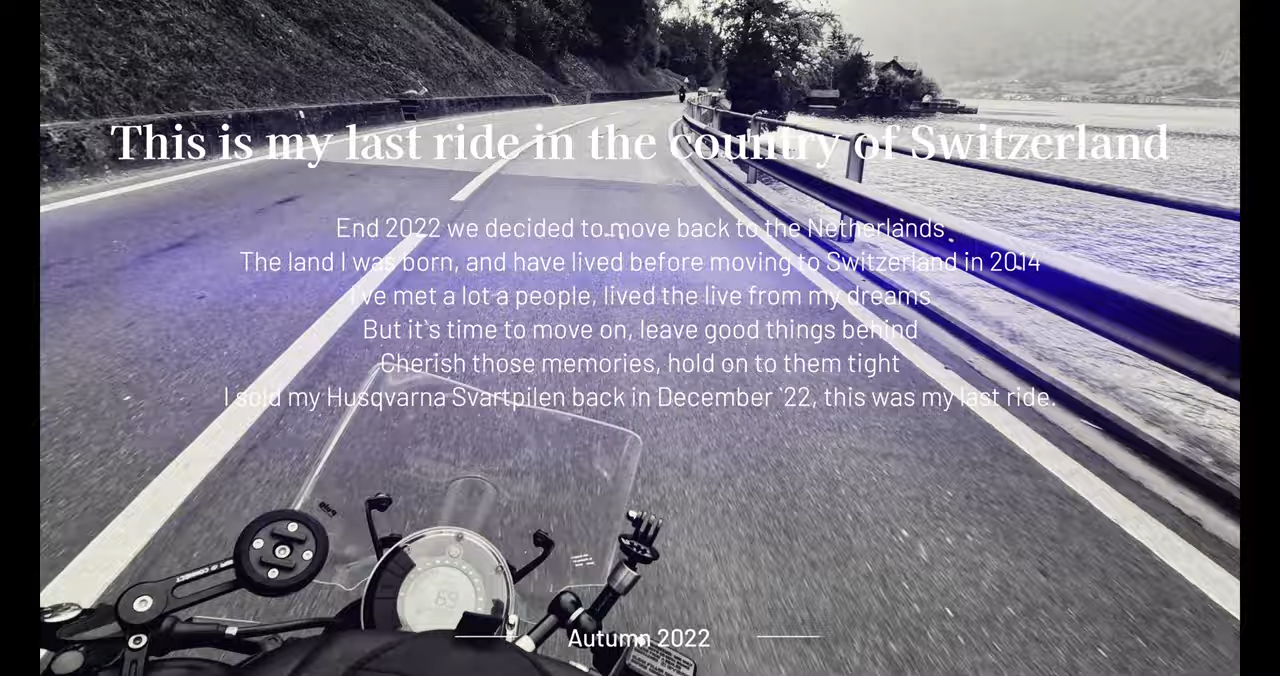 This is my last ride in the country of Switzerland
End 2022 we decided to move back to the Netherlands
The land I was born, and have lived before moving to Switzerland in 2014
I've met a lot a people, lived the live from my dreams
But it`s time to move on, leave good things behind
Cherish those memories, hold on to them tight
I sold my Husqvarna Svartpilen back in December `22, this was my last ride.
puig
SP CONNECT
69
Autumn 2022